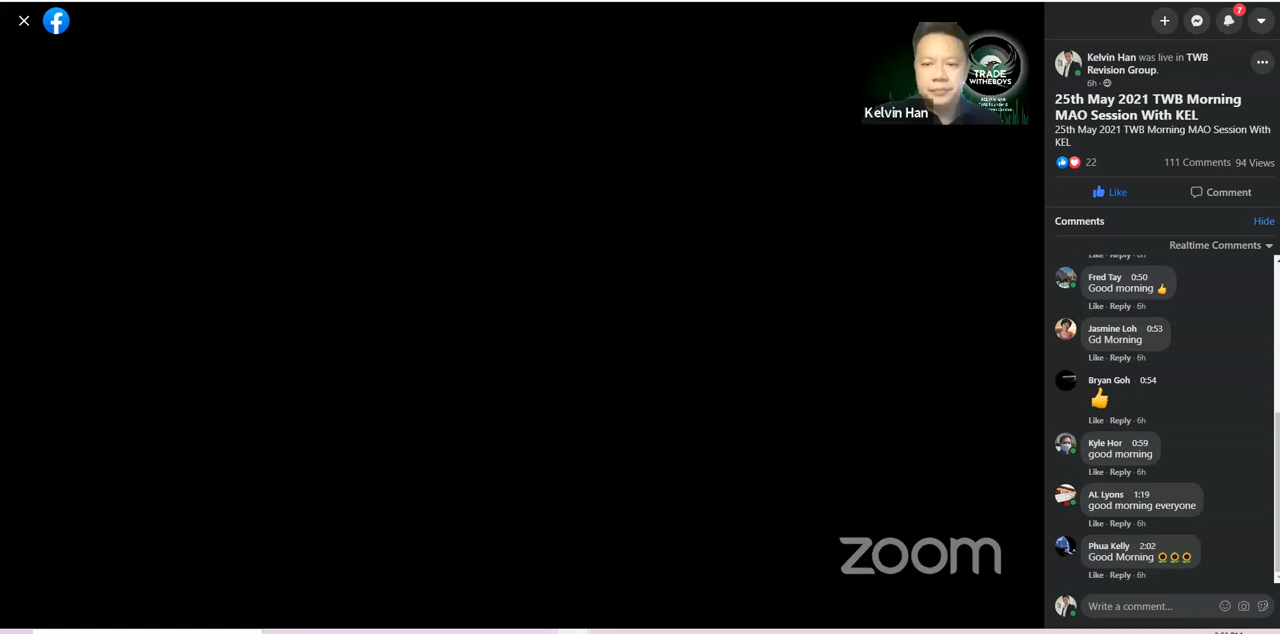 TRADE
WITHEBOYS
Kelvin Han
zoom
7
Kelvin Han was live in TWB
Revision Group.
6h ·
25th May 2021 TWB Morning
MAO Session With KEL
25th May 2021 TWB Morning MAO Session With
KEL
22 111 Comments 94 Views
Like Comment
Comments Hide
Realtime Comments
Like · Reply · 6h
Fred Tay 0:50
Good morning 👍
Like · Reply · 6h
Jasmine Loh 0:53
Gd Morning
Like · Reply · 6h
Bryan Goh · 0:54
👍
Like · Reply · 6h
Kyle Hor 0:59
good morning
Like · Reply · 6h
AL Lyons 1:19
good morning everyone
Like · Reply · 6h
Phua Kelly 2:02
Good Morning 🌻🌻🌻
Like · Reply · 6h
Write a comment...